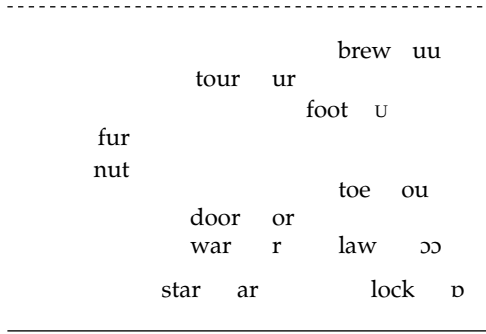 brew uu
tour ur
foot ᴜ
fur
nut
toe ou
door or
war r law ɔɔ
star ar lock ɒ